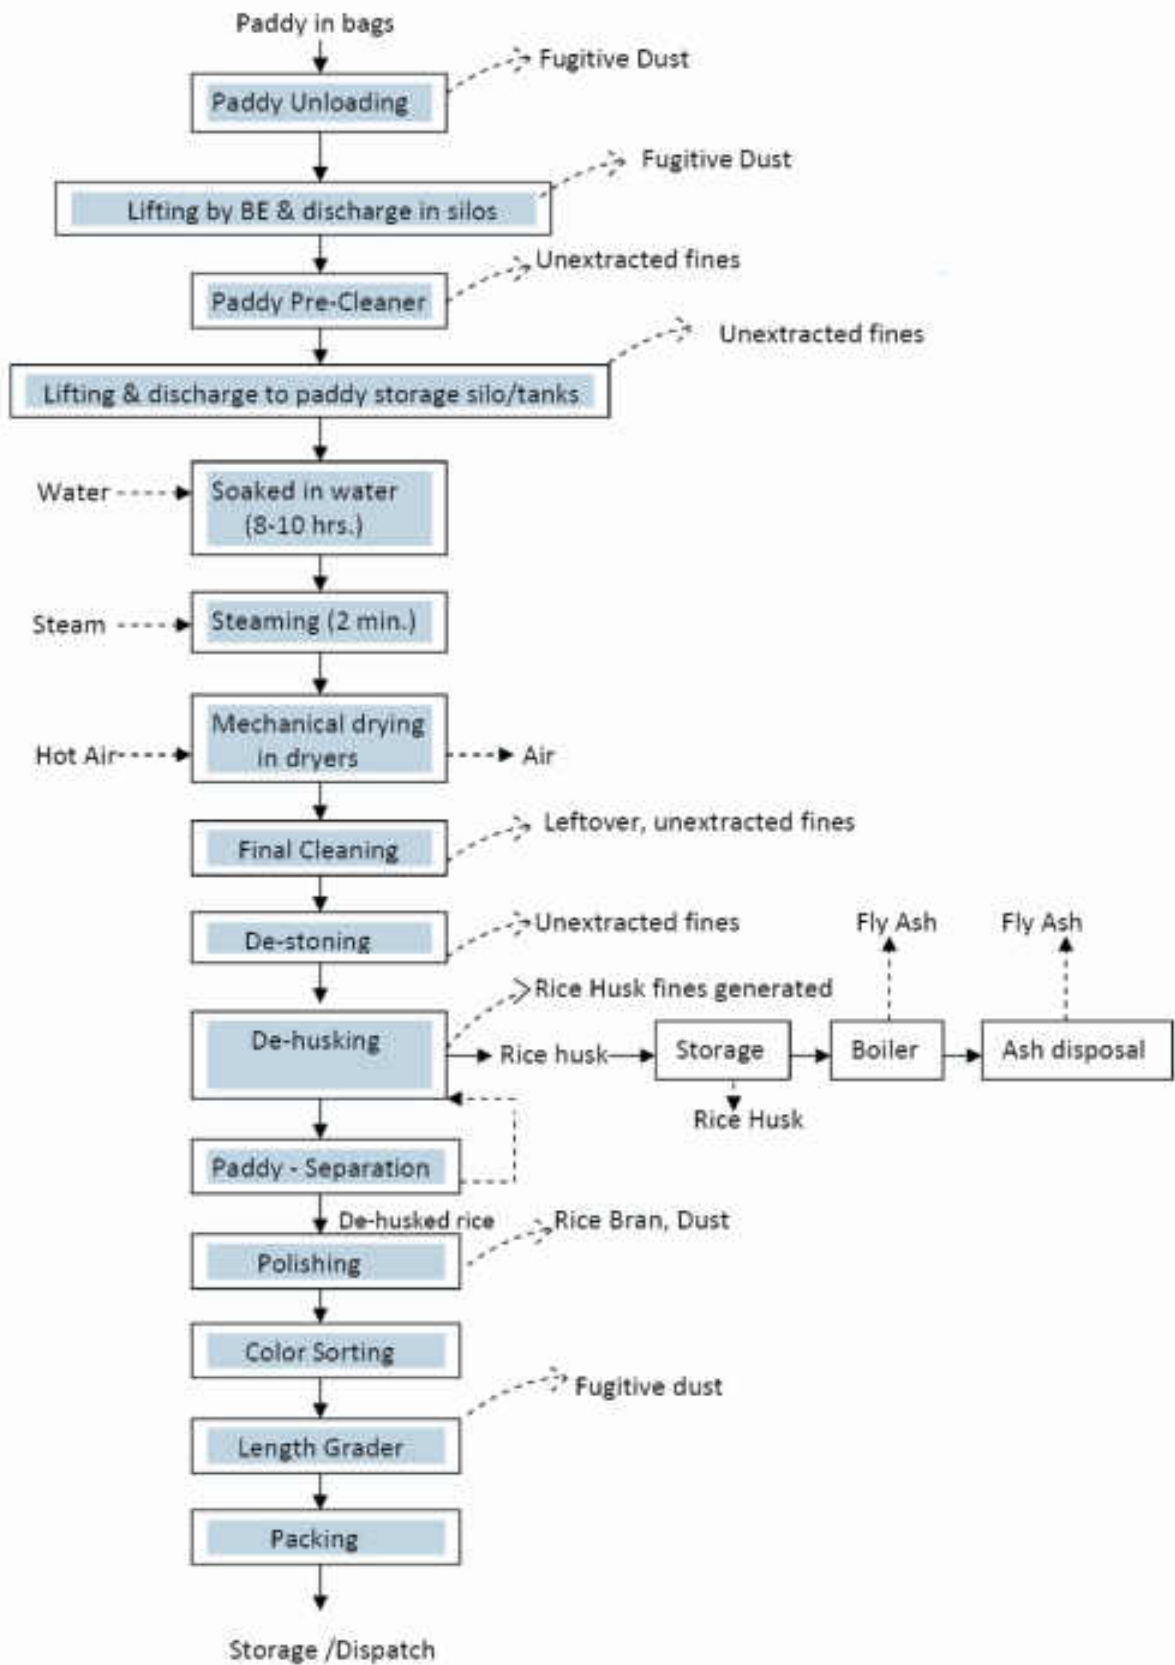 Paddy in bags
Fugitive Dust
Paddy Unloading
Fugitive Dust
Lifting by BE & discharge in silos
Unextracted fines
Paddy Pre-Cleaner
Unextracted fines
Lifting & discharge to paddy storage silo/tanks
Water
Soaked in water
(8-10 hrs.)
Steam
Steaming (2 min.)
Mechanical drying
in dryers
Hot Air
Air
Leftover, unextracted fines
Final Cleaning
Unextracted fines
De-stoning
Fly Ash
Fly Ash
Rice Husk fines generated
De-husking
Rice husk
Storage
Boiler
Ash disposal
Rice Husk
Paddy - Separation
De-husked rice
Rice Bran, Dust
Polishing
Color Sorting
Fugitive dust
Length Grader
Packing
Storage /Dispatch